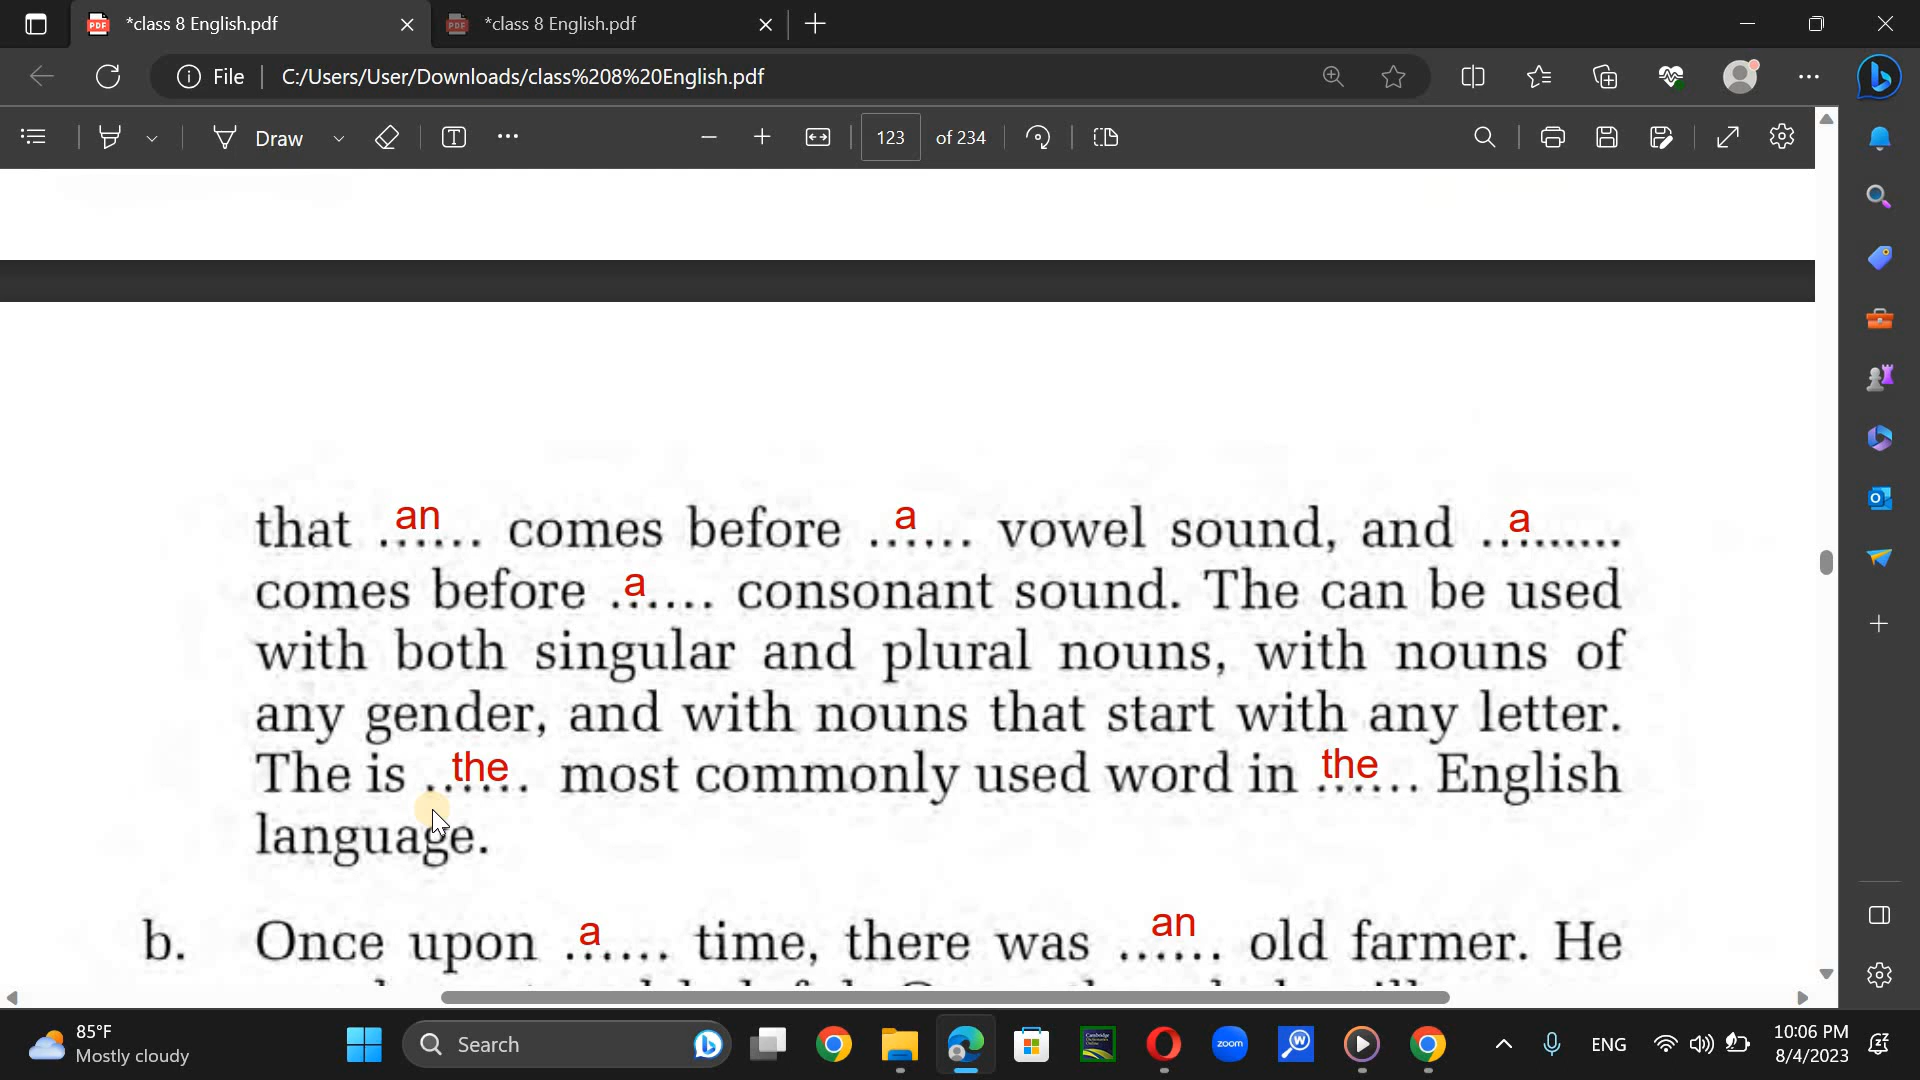 *class 8 English.pdf
*class 8 English.pdf
File
C:/Users/User/Downloads/class%208%20English.pdf
Draw
123 of 234
that ...an... comes before ...a... vowel sound, and ...a......
comes before ...a... consonant sound. The can be used
with both singular and plural nouns, with nouns of
any gender, and with nouns that start with any letter.
The is ...the... most commonly used word in ...the... English
language.
b. Once upon ...a... time, there was ...an... old farmer. He
85°F
Mostly cloudy
Search
zoom
ENG
10:06 PM
8/4/2023